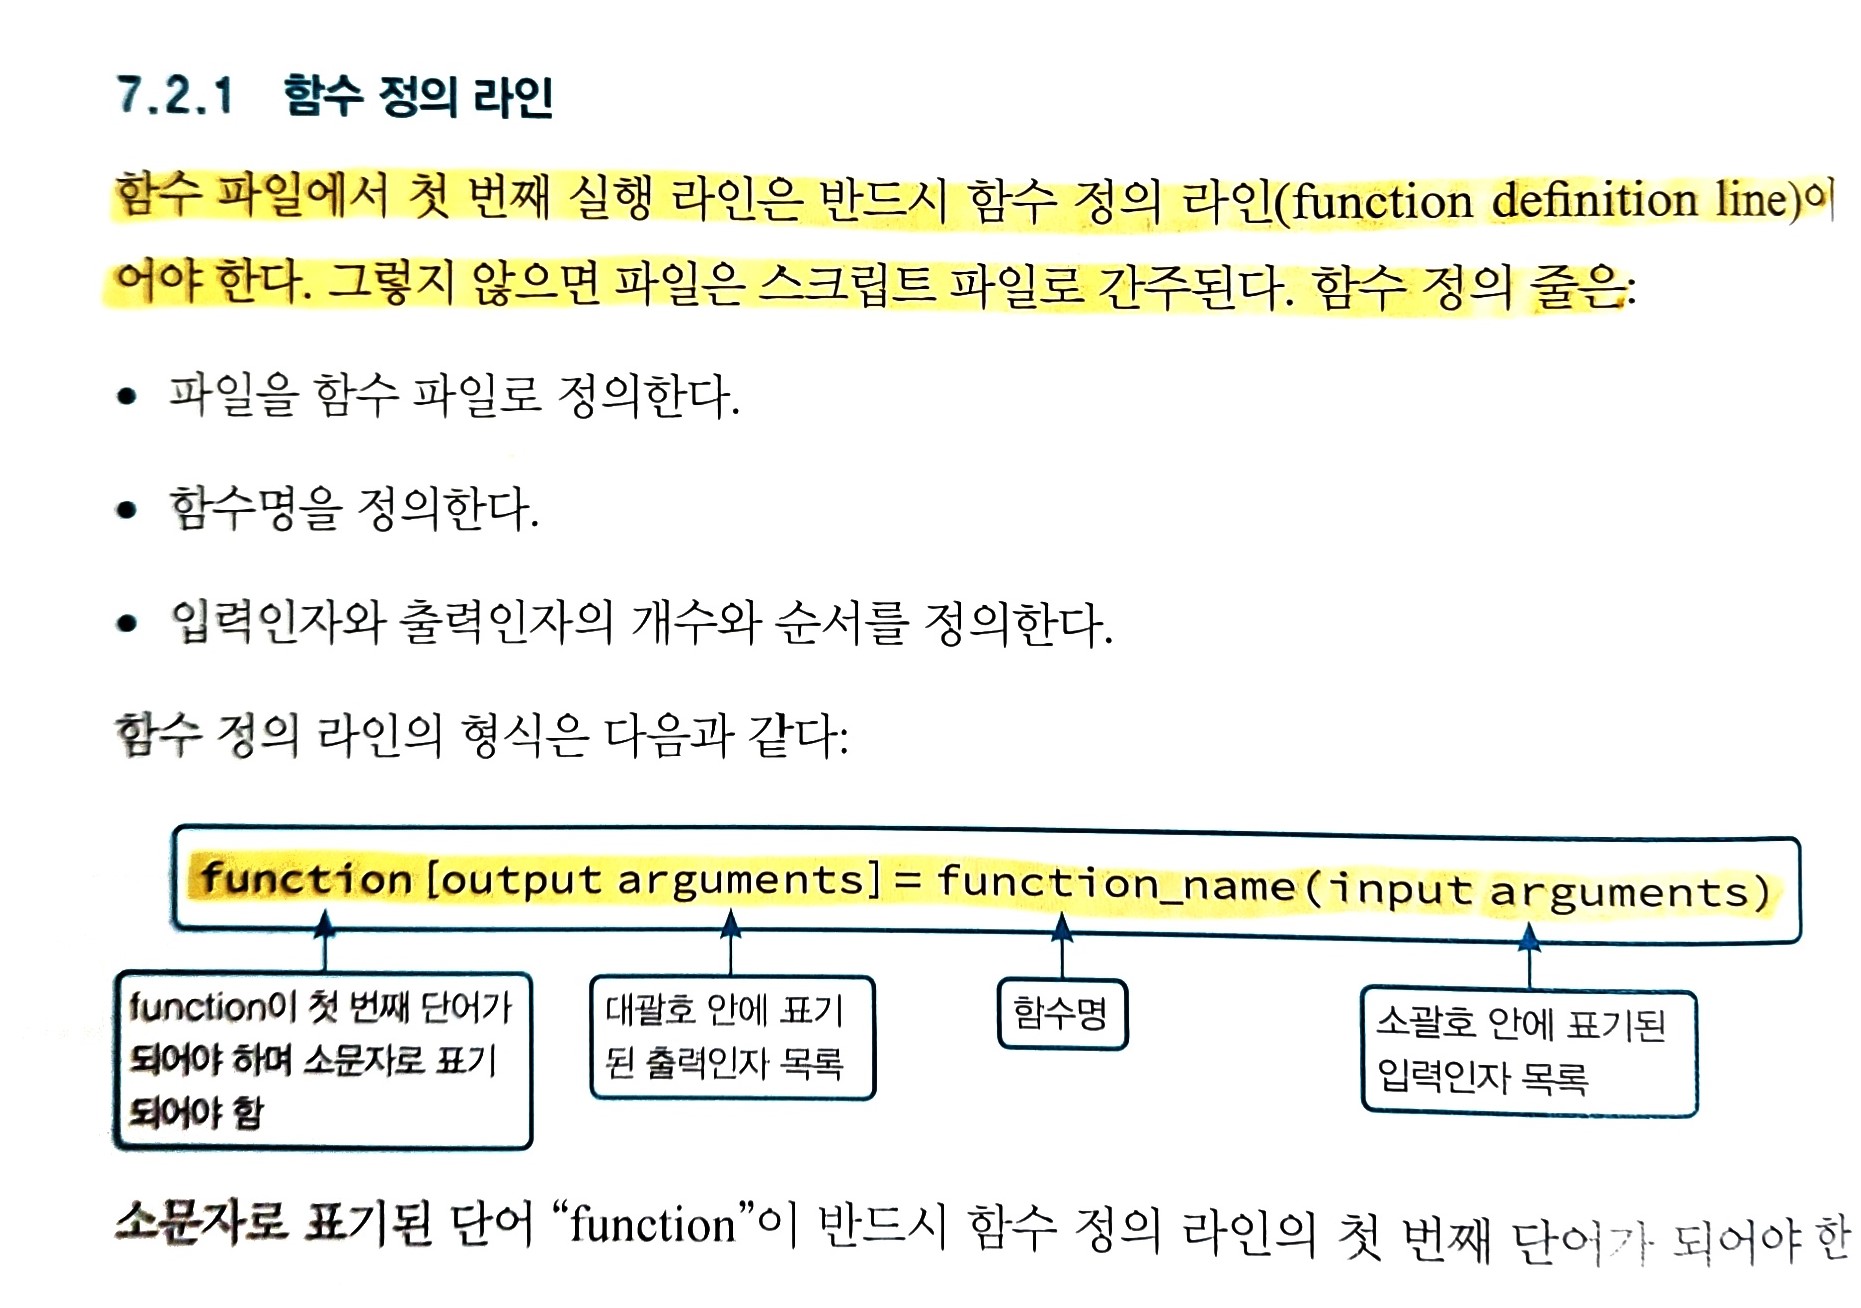 7.2.1 함수 정의 라인
함수 파일에서 첫 번째 실행 라인은 반드시 함수 정의 라인(function definition line)이
어야 한다. 그렇지 않으면 파일은 스크립트 파일로 간주된다. 함수 정의 줄은:
• 파일을 함수 파일로 정의한다.
• 함수명을 정의한다.
• 입력인자와 출력인자의 개수와 순서를 정의한다.
함수 정의 라인의 형식은 다음과 같다:
function [output arguments] = function_name(input arguments)
function이 첫 번째 단어가
되어야 하며 소문자로 표기
되어야 함
대괄호 안에 표기
된 출력인자 목록
함수명
소괄호 안에 표기된
입력인자 목록
소문자로 표기된 단어 “function”이 반드시 함수 정의 라인의 첫 번째 단어가 되어야 한